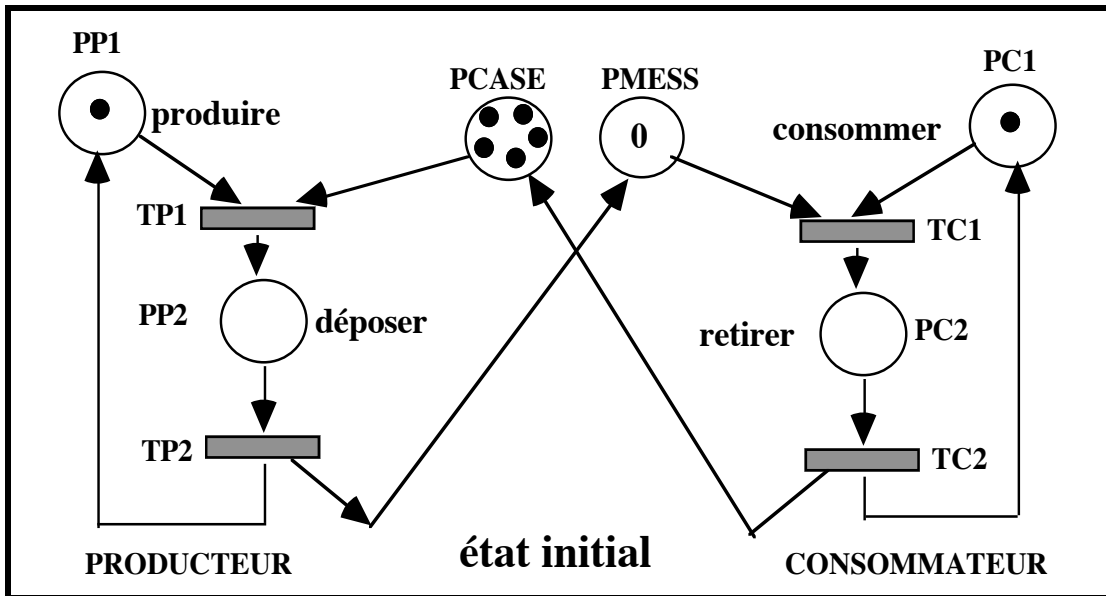 PP1
PCASE
PMESS
PC1
produire
0
consommer
TP1
TC1
PP2
déposer
retirer
PC2
TP2
TC2
état initial
PRODUCTEUR
CONSOMMATEUR